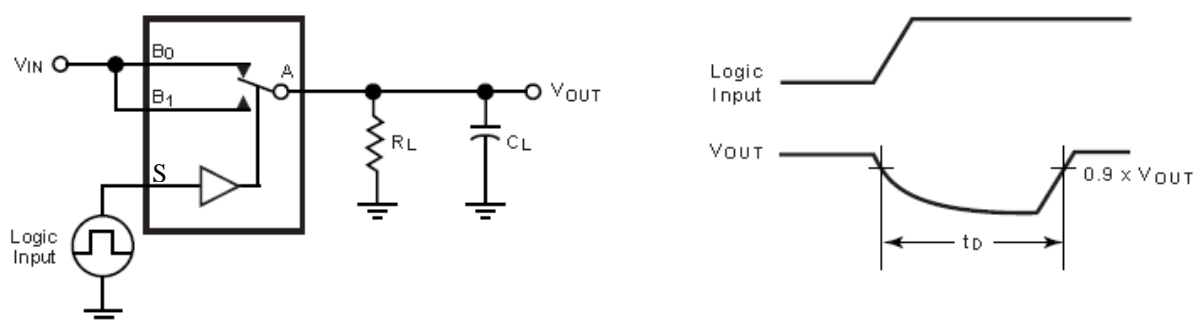 VIN
B0
B1
A
VOUT
RL
CL
S
Logic
Input
Logic
Input
VOUT
0.9 x VOUT
tD